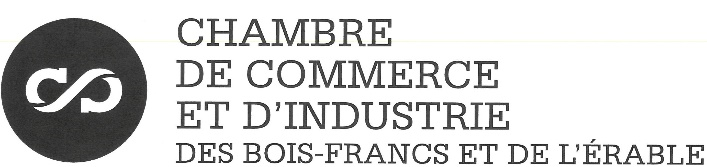 CHAMBRE
DE COMMERCE
ET D'INDUSTRIE
DES BOIS-FRANCS ET DE L'ÉRABLE